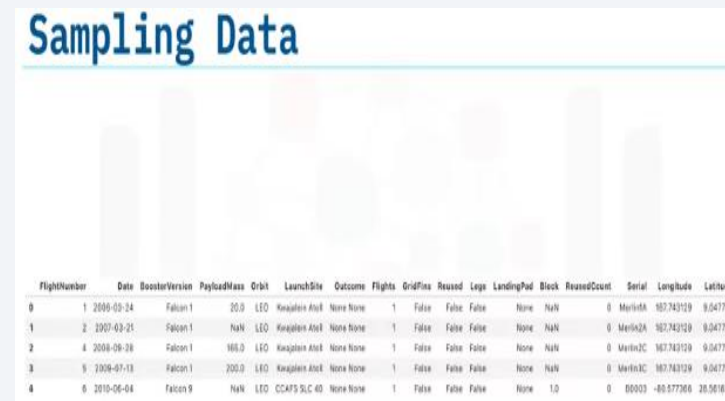 Sampling Data
FlightNumber Date BoosterVersion PayloadMass Orbit LaunchSite Outcome Flights GridFins Reused Legs LandingPad Block ReusedCount Serial Longitude Latitu
0 1 2006-03-24 Falcon 1 20.0 LEO Kwajalein Atoll None None 1 False False False None NaN 0 Merlin1A 167.743129 9.0477
1 2 2007-03-21 Falcon 1 NaN LEO Kwajalein Atoll None None 1 False False False None NaN 0 Merlin2A 167.743129 9.0477
2 4 2008-09-28 Falcon 1 165.0 LEO Kwajalein Atoll None None 1 False False False None NaN 0 Merlin2C 167.743129 9.0477
3 5 2009-07-13 Falcon 1 200.0 LEO Kwajalein Atoll None None 1 False False False None NaN 0 Merlin3C 167.743129 9.0477
4 6 2010-06-04 Falcon 9 NaN LEO CCAFS SLC 40 None None 1 False False False None 1.0 0 B0003 -80.577366 28.5618